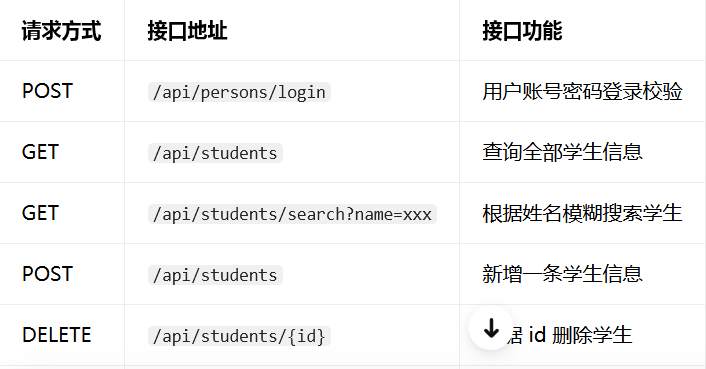 请求方式 接口地址 接口功能
POST /api/persons/login 用户账号密码登录校验
GET /api/students 查询全部学生信息
GET /api/students/search?name=xxx 根据姓名模糊搜索学生
POST /api/students 新增一条学生信息
DELETE /api/students/{id} 据 id 删除学生